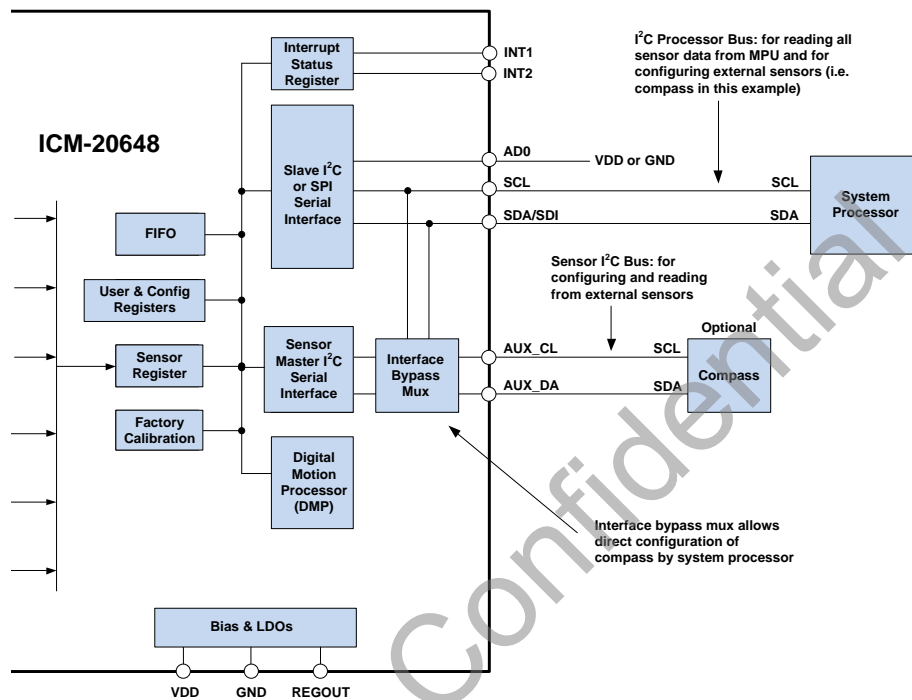 ICM-20648
Interrupt
Status
Register
INT1
INT2
I²C Processor Bus: for reading all
sensor data from MPU and for
configuring external sensors (i.e.
compass in this example)
Slave I²C
or SPI
Serial
Interface
AD0
VDD or GND
SCL
SCL
SDA/SDI
SDA
System
Processor
FIFO
User & Config
Registers
Sensor
Register
Factory
Calibration
Sensor I²C Bus: for
configuring and reading
from external sensors
Sensor
Master I²C
Serial
Interface
Interface
Bypass
Mux
AUX_CL
SCL
AUX_DA
SDA
Optional
Compass
Digital
Motion
Processor
(DMP)
Interface bypass mux allows
direct configuration of
compass by system processor
Bias & LDOs
VDD
GND
REGOUT
Confidential